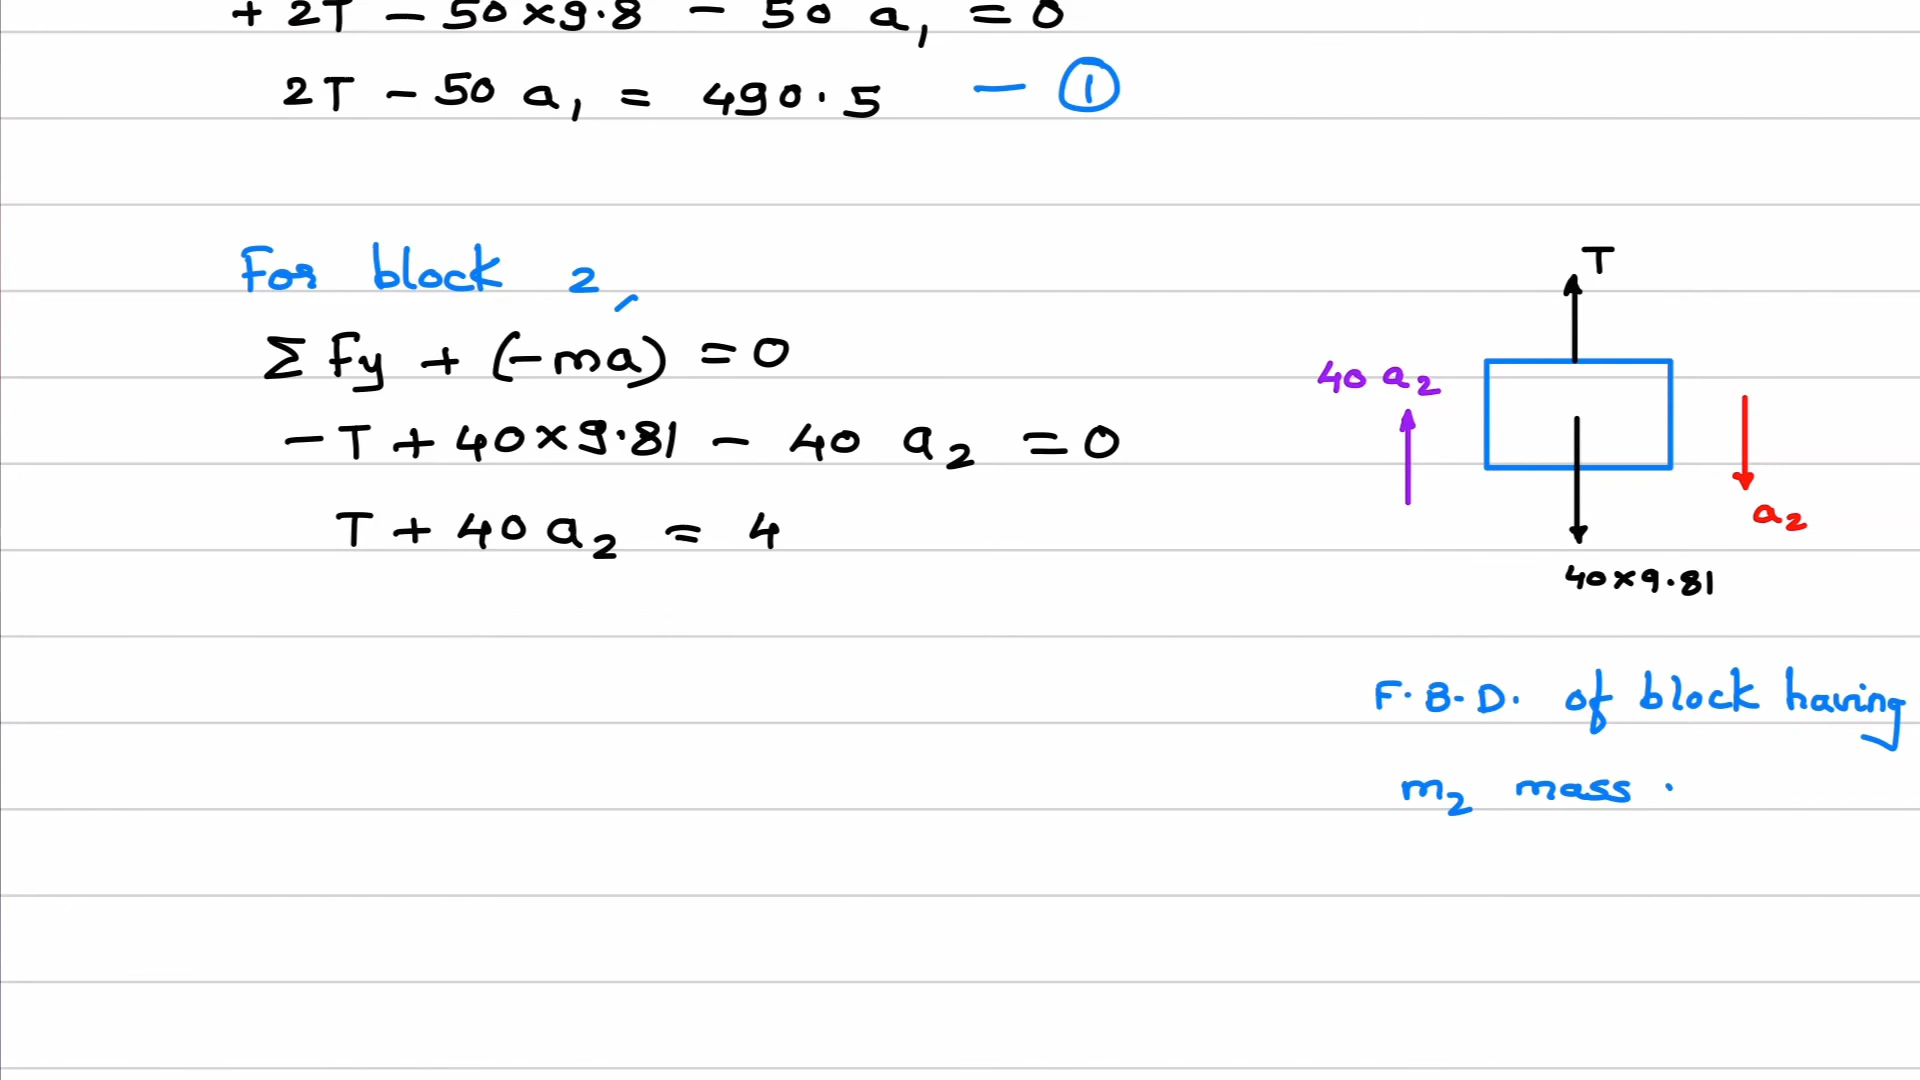 + 2T - 50×9.8 - 50 a₁ = 0
2T - 50 a₁ = 490.5 — ①
For block 2,
Σ Fy + (-ma) = 0
- T + 40×9.81 - 40 a₂ = 0
T + 40 a₂ = 4
T
40 a₂
a₂
40×9.81
F.B.D. of block having
m₂ mass.